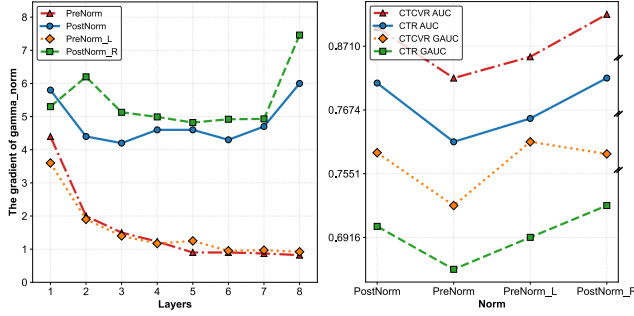 PreNorm
PostNorm
PreNorm_L
PostNorm_R
The gradient of gamma_norm
8
7
6
5
4
3
2
1
0
1 2 3 4 5 6 7 8
Layers
CTCVR AUC
CTR AUC
CTCVR GAUC
CTR GAUC
0.8710
0.7674
0.7551
0.6916
PostNorm PreNorm PreNorm_L PostNorm_R
Norm